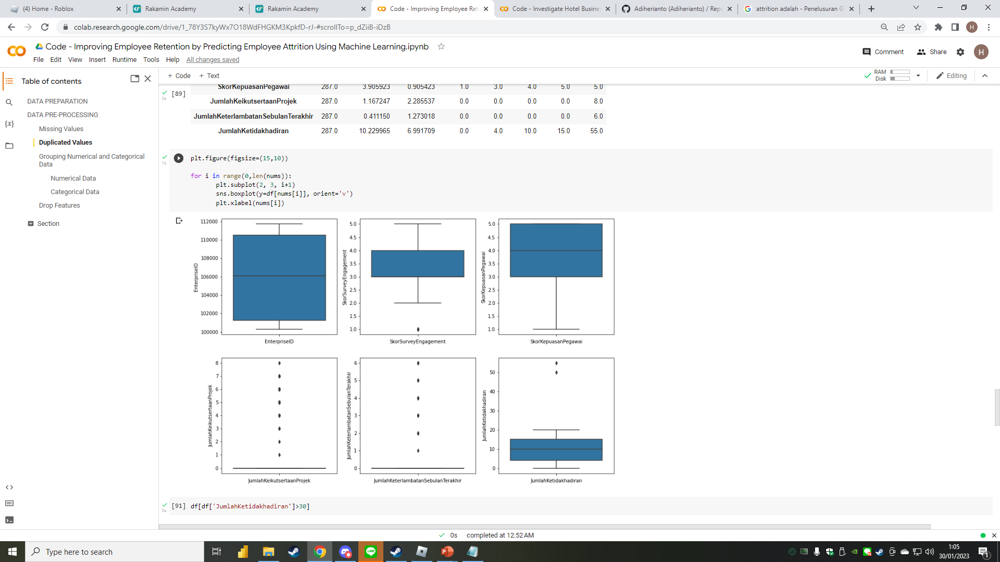 (4) Home - Roblox
Rakamin Academy
Rakamin Academy
Code - Improving Employee Ret
Code - Investigate Hotel Busines
Adiherianto (Adiherianto) / Repo
attrition adalah - Penelusuran G
colab.research.google.com/drive/1_78Y3S7kyWx7O18WdFHGKM3KpkfD-rJ-#scrollTo=p_dZiiB-iDzB
H
CO
Code - Improving Employee Retention by Predicting Employee Attrition Using Machine Learning.ipynb
File Edit View Insert Runtime Tools Help All changes saved
Comment Share H
Table of contents
+ Code + Text
RAM
Disk
Editing
DATA PREPARATION
DATA PRE-PROCESSING
Missing Values
Duplicated Values
Grouping Numerical and Categorical
Data
Numerical Data
Categorical Data
Drop Features
Section
{x}
[89]
0s
SkorKepuasanPegawai 287.0 3.905923 0.905423 1.0 3.0 4.0 5.0 5.0
JumlahKeikutsertaanProjek 287.0 1.167247 2.285537 0.0 0.0 0.0 0.0 8.0
JumlahKeterlambatanSebulanTerakhir 287.0 0.411150 1.273018 0.0 0.0 0.0 0.0 6.0
JumlahKetidakhadiran 287.0 10.229965 6.991709 0.0 4.0 10.0 15.0 55.0
1s
plt.figure(figsize=(15,10))
for i in range(0,len(nums)):
plt.subplot(2, 3, i+1)
sns.boxplot(y=df[nums[i]], orient='v')
plt.xlabel(nums[i])
112000
110000
108000
106000
104000
102000
100000
EnterpriseID
EnterpriseID
5.0
4.5
4.0
3.5
3.0
2.5
2.0
1.5
1.0
SkorSurveyEngagement
SkorSurveyEngagement
5.0
4.5
4.0
3.5
3.0
2.5
2.0
1.5
1.0
SkorKepuasanPegawai
SkorKepuasanPegawai
8
7
6
5
4
3
2
1
0
JumlahKeikutsertaanProjek
JumlahKeikutsertaanProjek
6
5
4
3
2
1
0
JumlahKeterlambatanSebulanTerakhir
JumlahKeterlambatanSebulanTerakhir
50
40
30
20
10
0
JumlahKetidakhadiran
JumlahKetidakhadiran
[91] df[df['JumlahKetidakhadiran']>30]
0s
0s completed at 12:52 AM
Type here to search
LINE
1:05
30/01/2023
1